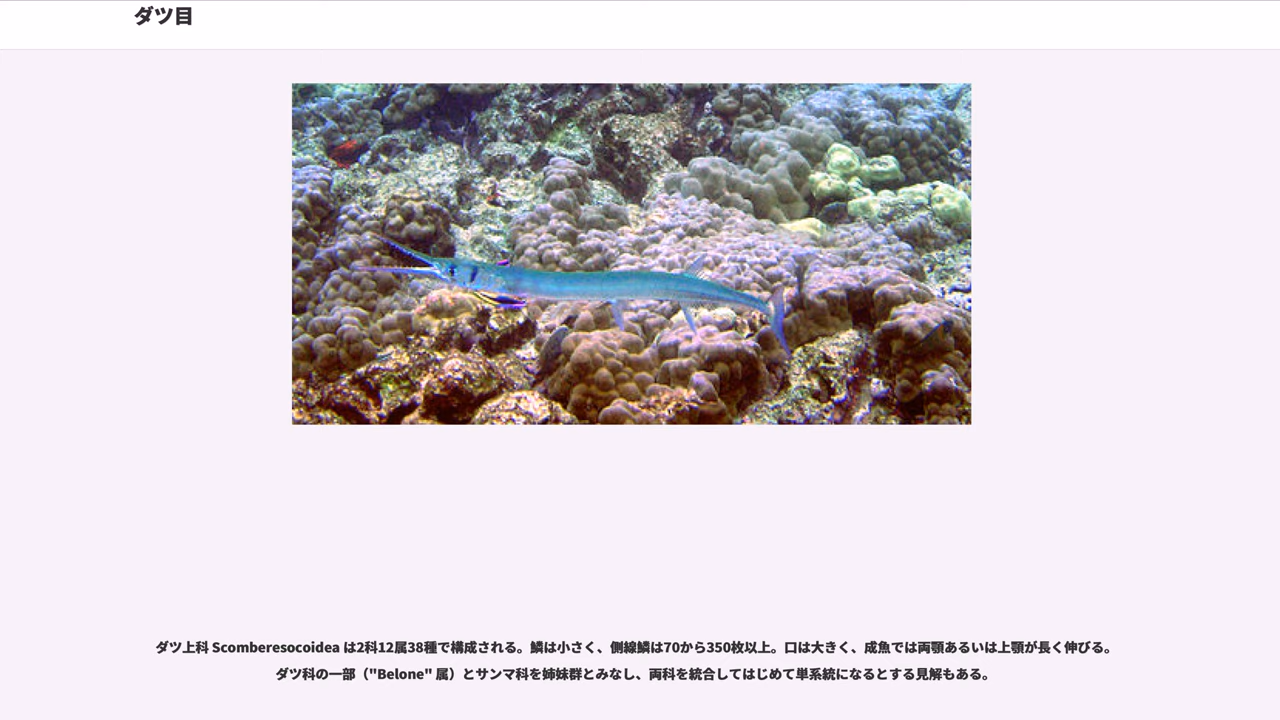 ダツ目
ダツ上科 Scomberesocoidea は2科12属38種で構成される。鱗は小さく、側線鱗は70から350枚以上。口は大きく、成魚では両顎あるいは上顎が長く伸びる。
ダツ科の一部（"Belone" 属）とサンマ科を姉妹群とみなし、両科を統合してはじめて単系統になるとする見解もある。